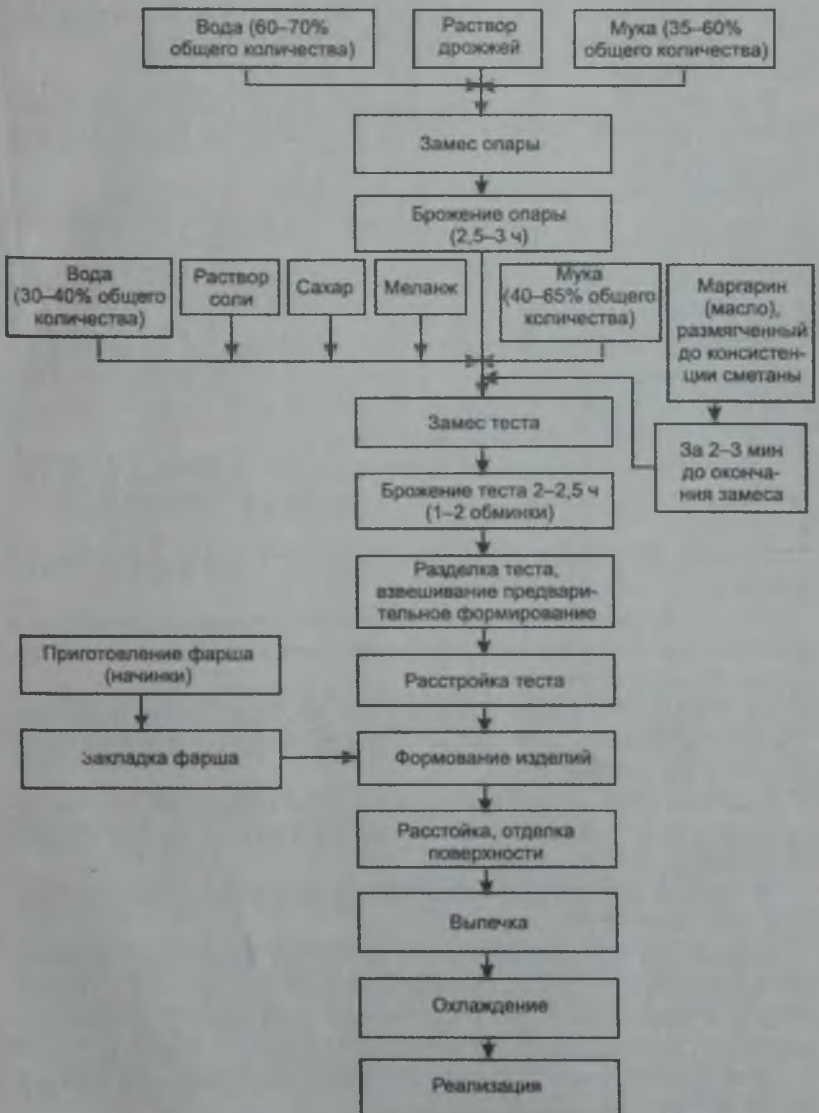 Вода (60–70%
общего количества)
Раствор
дрожжей
Мука (35–60%
общего количества)
Замес опары
Брожение опары
(2,5–3 ч)
Вода
(30–40% общего
количества)
Раствор
соли
Сахар
Меланж
Мука
(40–65% общего
количества)
Маргарин
(масло),
размягченный
до консистен-
ции сметаны
Замес теста
За 2–3 мин
до оконча-
ния замеса
Брожение теста 2–2,5 ч
(1–2 обминки)
Разделка теста,
взвешивание предвари-
тельное формирование
Приготовление фарша
(начинки)
Расстройка теста
Закладка фарша
Формование изделий
Расстойка, отделка
поверхности
Выпечка
Охлаждение
Реализация